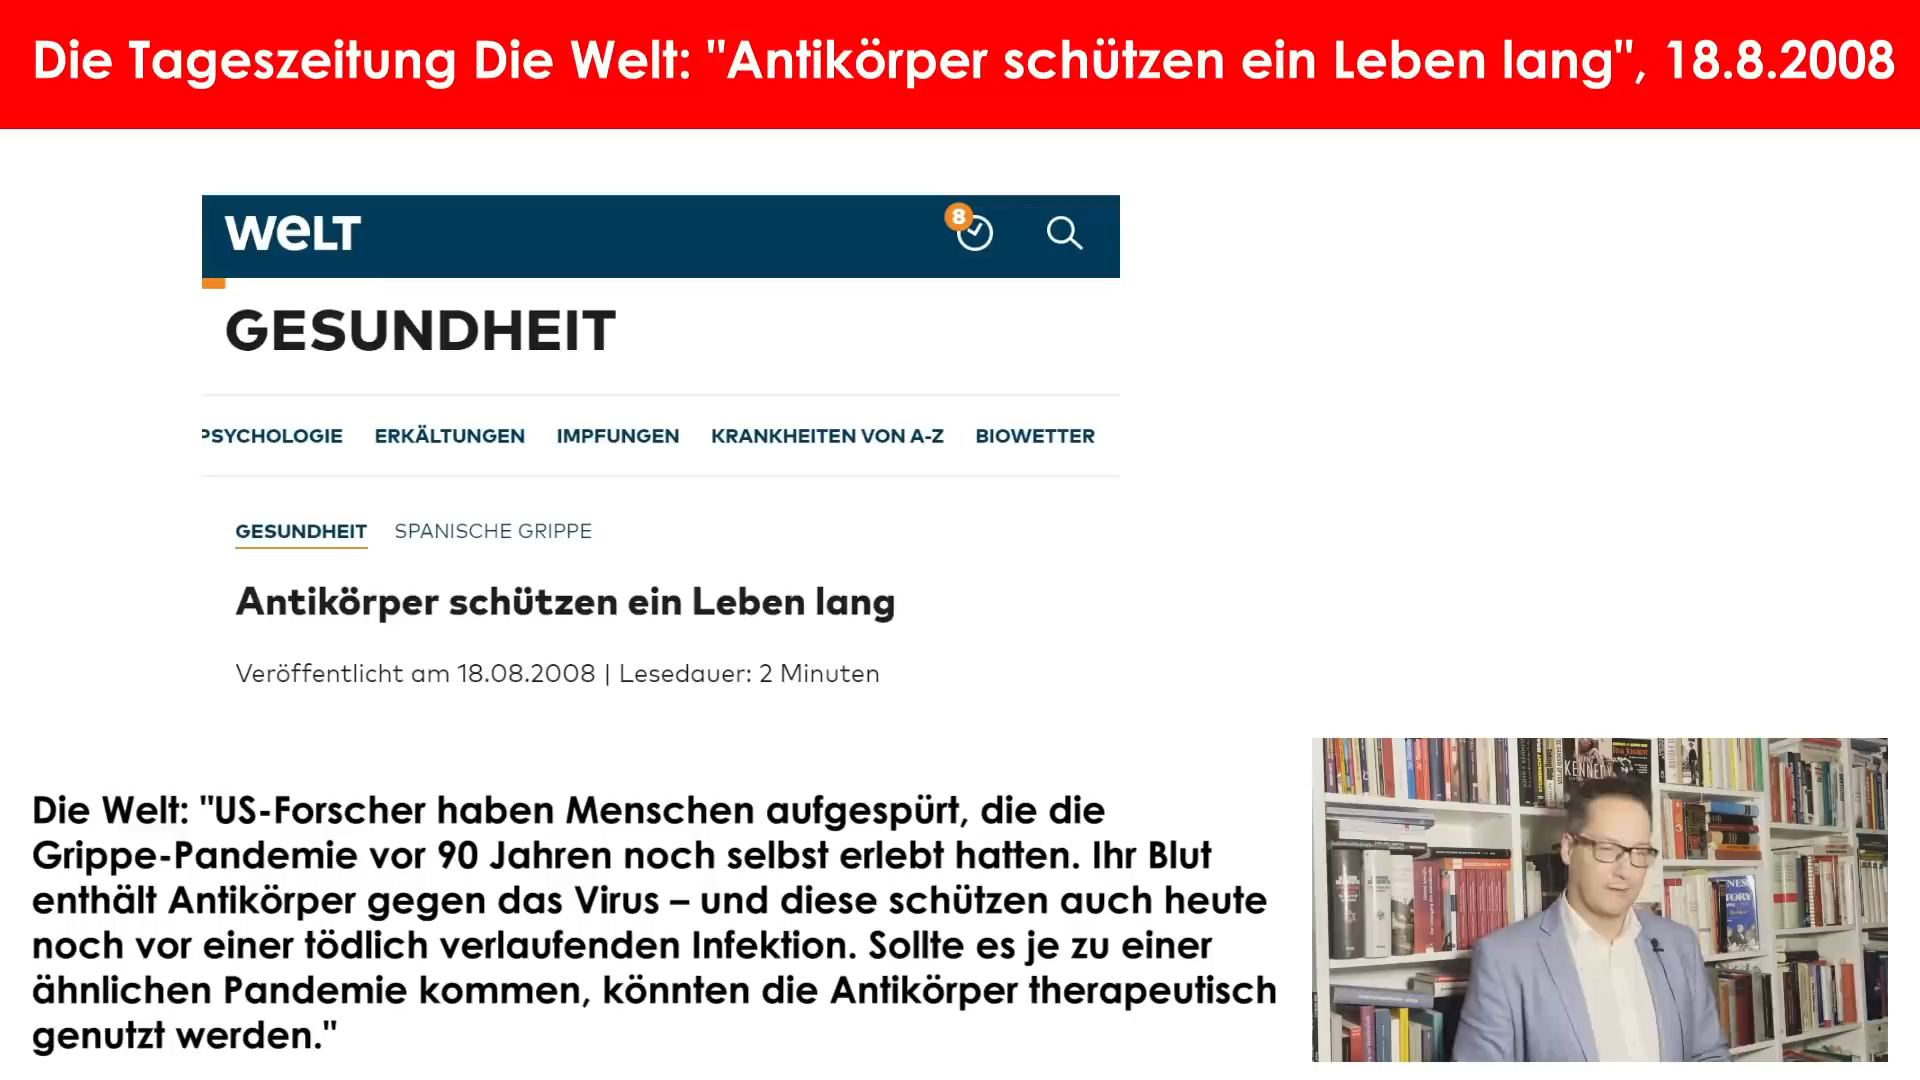 Die Tageszeitung Die Welt: "Antikörper schützen ein Leben lang", 18.8.2008
WELT
8
GESUNDHEIT
PSYCHOLOGIE ERKÄLTUNGEN IMPFUNGEN KRANKHEITEN VON A-Z BIOWETTER
GESUNDHEIT SPANISCHE GRIPPE
Antikörper schützen ein Leben lang
Veröffentlicht am 18.08.2008 | Lesedauer: 2 Minuten
Die Welt: "US-Forscher haben Menschen aufgespürt, die die
Grippe-Pandemie vor 90 Jahren noch selbst erlebt hatten. Ihr Blut
enthält Antikörper gegen das Virus – und diese schützen auch heute
noch vor einer tödlich verlaufenden Infektion. Sollte es je zu einer
ähnlichen Pandemie kommen, könnten die Antikörper therapeutisch
genutzt werden."
KENNEDY